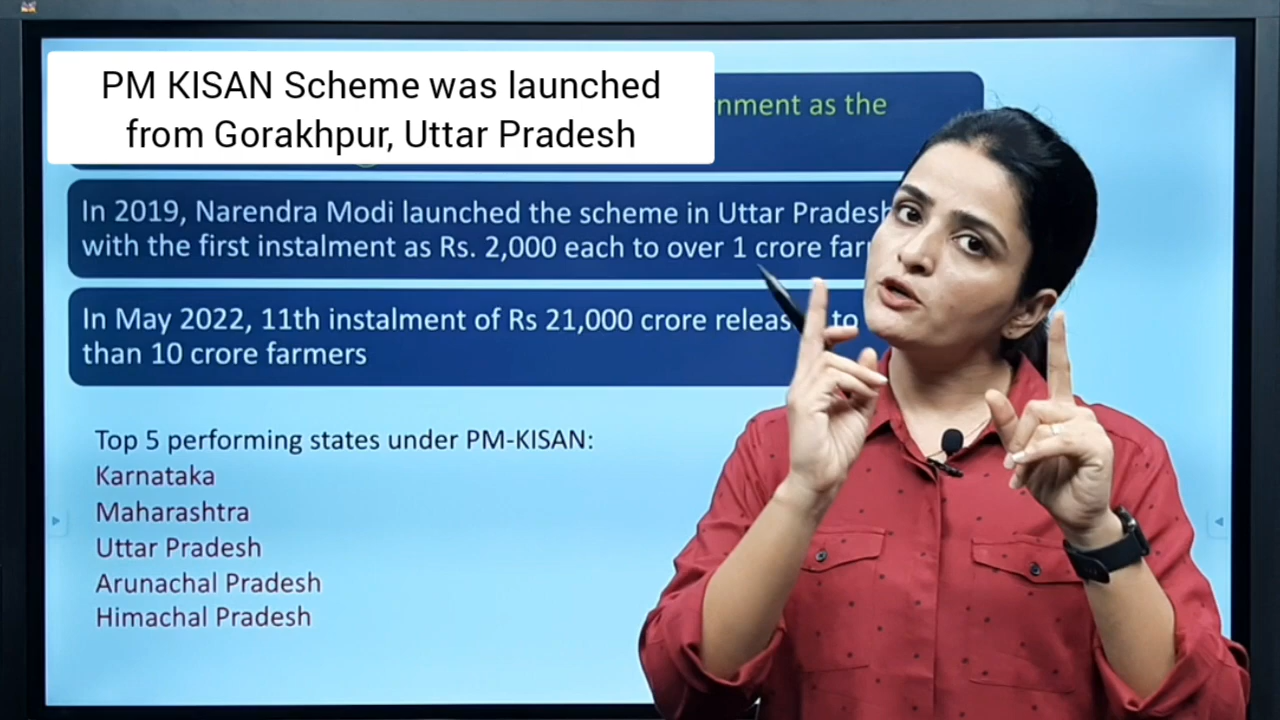 PM KISAN Scheme was launched
from Gorakhpur, Uttar Pradesh
as the
In 2019, Narendra Modi launched the scheme in Uttar Pradesh
with the first instalment as Rs. 2,000 each to over 1 crore
In May 2022, 11th instalment of Rs 21,000 crore to
than 10 crore farmers
Top 5 performing states under PM-KISAN:
Karnataka
Maharashtra
Uttar Pradesh
Arunachal Pradesh
Himachal Pradesh